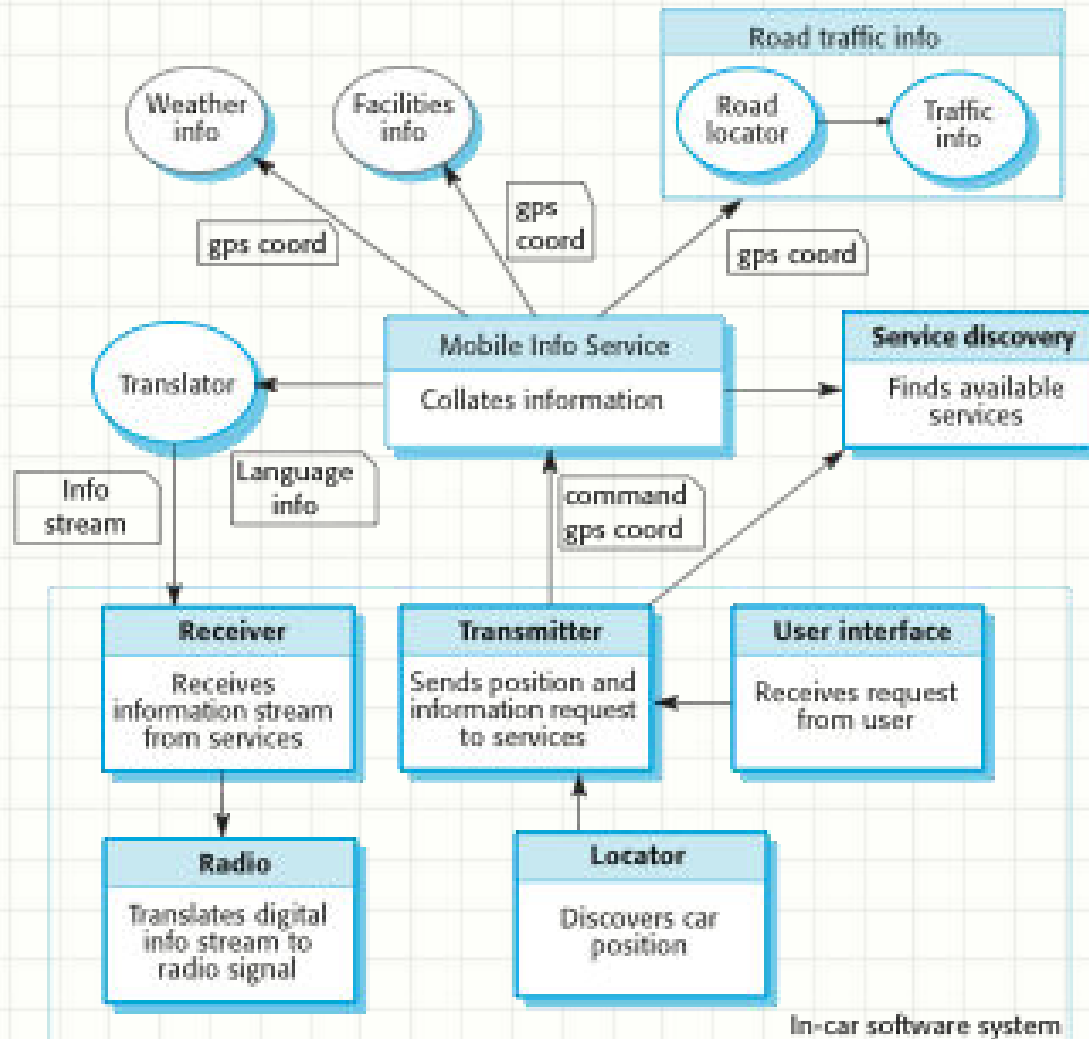 Road traffic info
Weather
info
Facilities
info
Road
locator
Traffic
info
gps coord
gps
coord
gps coord
Mobile Info Service
Collates information
Service discovery
Finds available
services
Translator
Info
stream
Language
info
command
gps coord
Receiver
Receives
information stream
from services
Transmitter
Sends position and
information request
to services
User interface
Receives request
from user
Radio
Translates digital
info stream to
radio signal
Locator
Discovers car
position
In-car software system